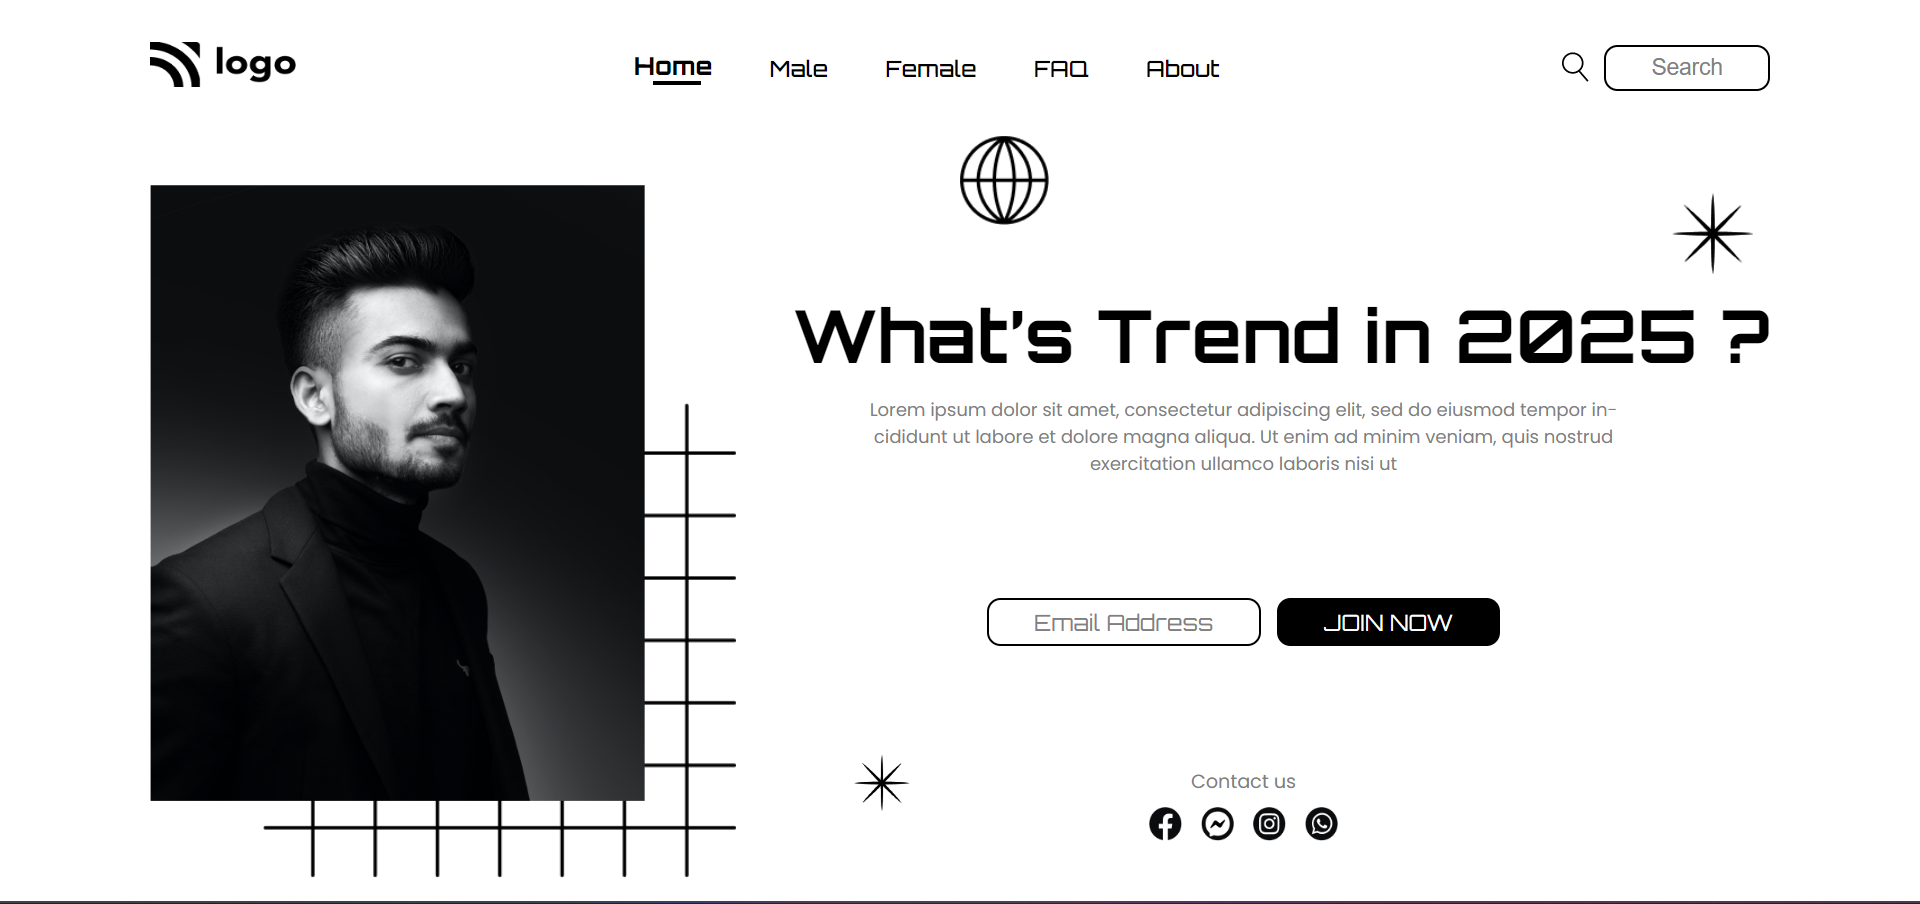 logo
Home
Male
Female
FAQ
About
Search
What’s Trend in 2025 ?
Lorem ipsum dolor sit amet, consectetur adipiscing elit, sed do eiusmod tempor in-
cididunt ut labore et dolore magna aliqua. Ut enim ad minim veniam, quis nostrud
exercitation ullamco laboris nisi ut
Email Address
JOIN NOW
Contact us